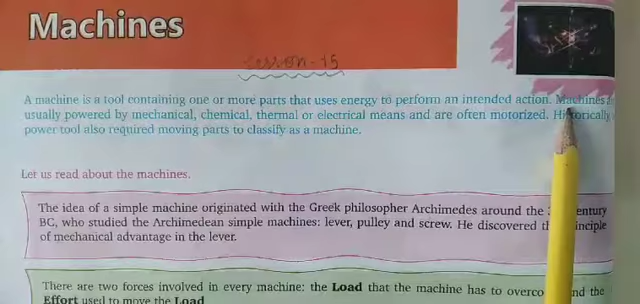 Machines
Lesson-15
A machine is a tool containing one or more parts that uses energy to perform an intended action. Machines
usually powered by mechanical, chemical, thermal or electrical means and are often motorized. Historically
power tool also required moving parts to classify as a machine.
Let us read about the machines.
The idea of a simple machine originated with the Greek philosopher Archimedes around the
BC, who studied the Archimedean simple machines: lever, pulley and screw. He discovered
of mechanical advantage in the lever.
There are two forces involved in every machine: the Load that the machine has to and the
Effort used to move the Load